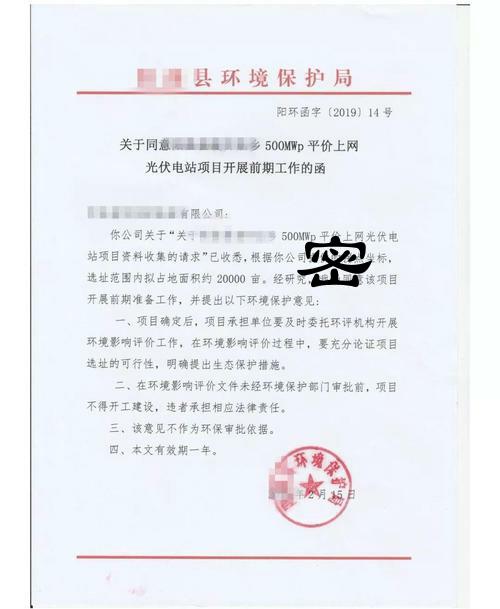 县环境保护局
阳环函字〔2019〕14号
关于同意 乡 500MWp 平价上网
光伏电站项目开展前期工作的函
有限公司:
你公司关于“关于 500MWp 平价上网光伏电
站项目资料收集的请求”已收悉,根据你公司 坐标,
选址范围内拟占地面积约 20000 亩。经研究, 该项目
开展前期准备工作,并提出以下环境保护意见:
密
一、项目确定后,项目承担单位要及时委托环评机构开展
环境影响评价工作,在环境影响评价过程中,要充分论证项目
选址的可行性,明确提出生态保护措施。
二、在环境影响评价文件未经环境保护部门审批前,项目
不得开工建设,违者承担相应法律责任。
三、该意见不作为环保审批依据。
四、本文有效期一年。
环境保护局
年2月15日